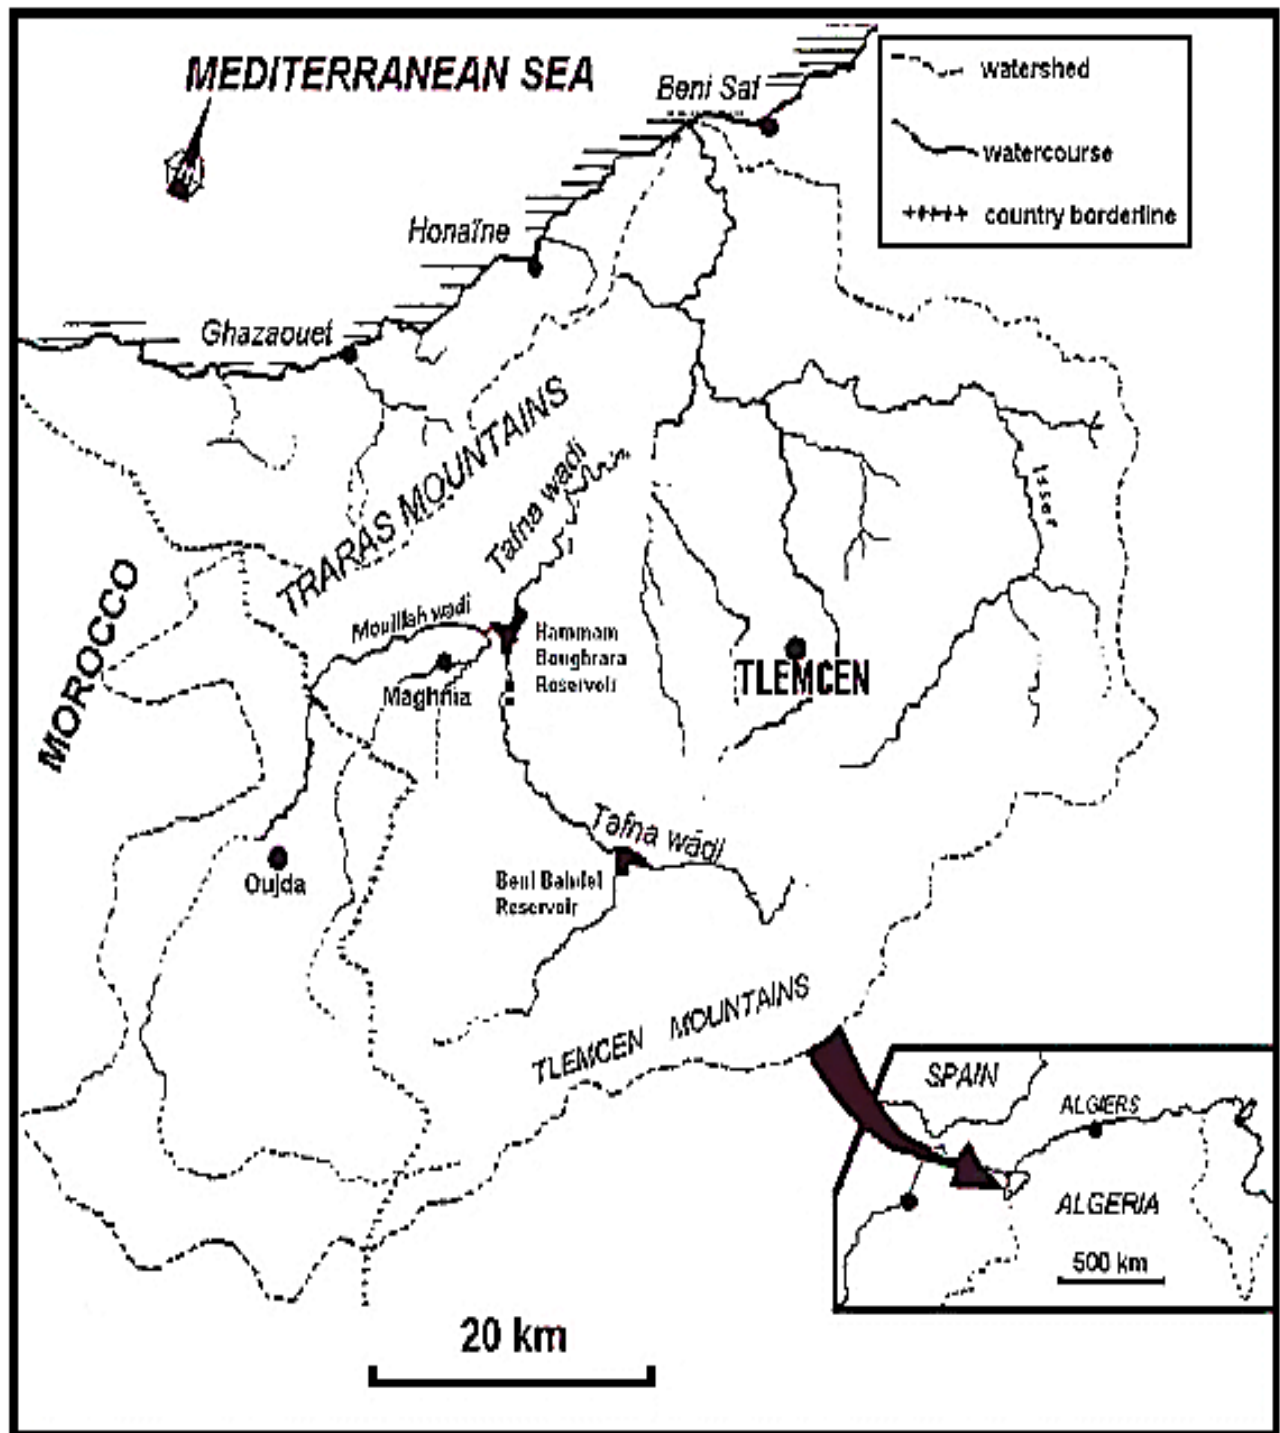 MEDITERRANEAN SEA
Beni Saf
watershed
watercourse
country borderline
Honaïne
Ghazaouet
TRARAS MOUNTAINS
Tafna wadi
Isser
MOROCCO
Mouillah wadi
Hammam
Boughrara
Reservoir
Maghnia
TLEMCEN
Tafna wādi
Oujda
Beni Bahdel
Reservoir
TLEMCEN MOUNTAINS
SPAIN
ALGIERS
ALGERIA
500 km
20 km